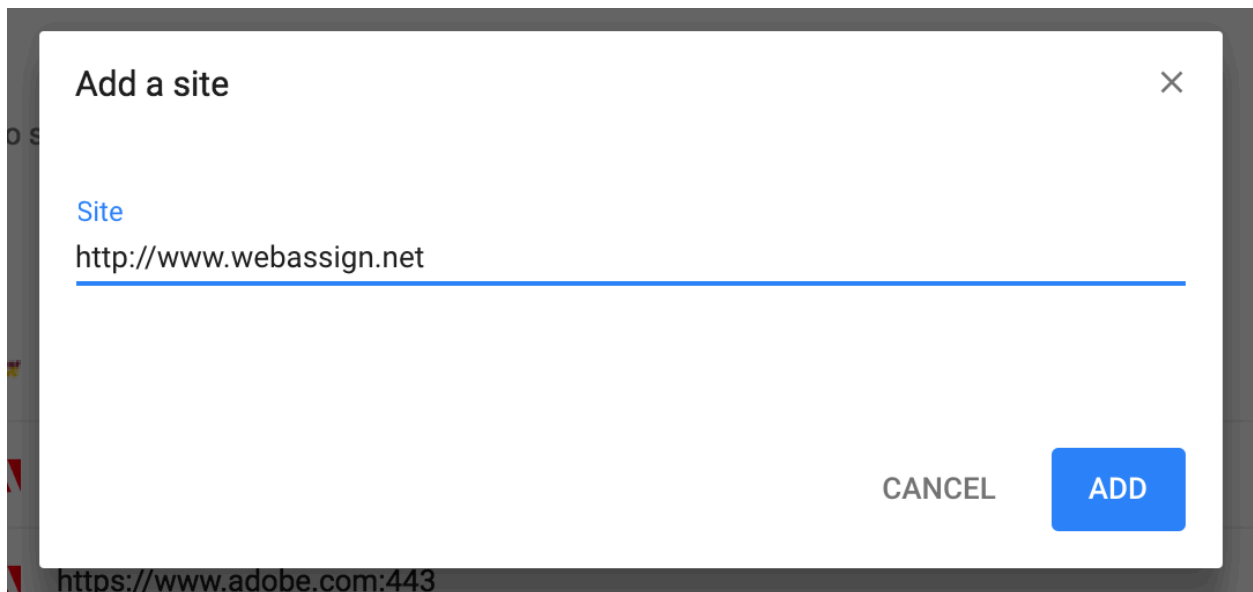 Add a site
Site
http://www.webassign.net
CANCEL
ADD
https://www.adobe.com:443